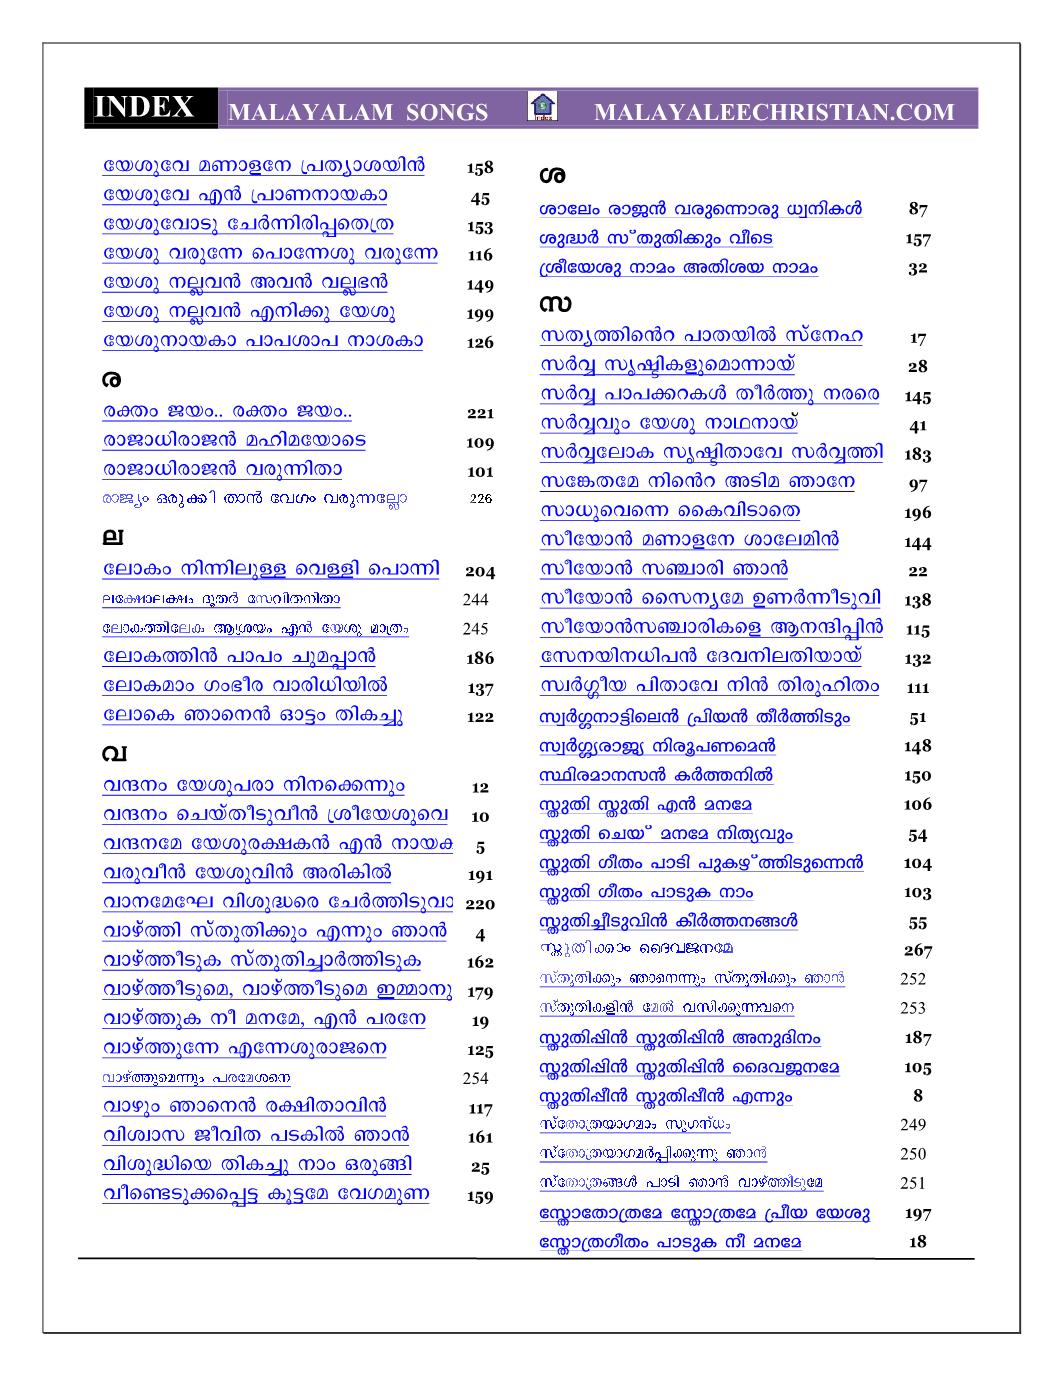 INDEX MALAYALAM SONGS MALAYALEECHRISTIAN.COM
യേശുവേ മണാളനേ പ്രത്യാശയിൻ 158
യേശുവേ എൻ പ്രാണനായകാ 45
യേശുവോടു ചേർന്നിരിപ്പതെത്ര 153
യേശു വരുന്നേ പൊന്നേശു വരുന്നേ 116
യേശു നല്ലവൻ അവൻ വല്ലഭൻ 149
യേശു നല്ലവൻ എനിക്കു യേശു 199
യേശുനായകാ പാപശാപ നാശകാ 126
ര
രക്തം ജയം.. രക്തം ജയം.. 221
രാജാധിരാജൻ മഹിമയോടെ 109
രാജാധിരാജൻ വരുന്നിതാ 101
രാജ്യം ഒരുക്കി താൻ വേഗം വരുന്നല്ലോ 226
ല
ലോകം നിന്നിലുള്ള വെള്ളി പൊന്നി 204
ലക്ഷോലക്ഷം ദൂതർ സേവിതനിതാ 244
ലോകത്തിലേക ആശ്രയം എൻ യേശു മാത്രം 245
ലോകത്തിൻ പാപം ചുമപ്പാൻ 186
ലോകമാം ഗംഭീര വാരിധിയിൽ 137
ലോകെ ഞാനെൻ ഓട്ടം തികച്ചു 122
വ
വന്ദനം യേശുപരാ നിനക്കെന്നും 12
വന്ദനം ചെയ്തീടുവീൻ ശ്രീയേശുവെ 10
വന്ദനമേ യേശുരക്ഷകൻ എൻ നായക 5
വരുവീൻ യേശുവിൻ അരികിൽ 191
വാനമേഘേ വിശുദ്ധരെ ചേർത്തിടുവാ 220
വാഴ്ത്തി സ്തുതിക്കും എന്നും ഞാൻ 4
വാഴ്ത്തീടുക സ്തുതിച്ചാർത്തിടുക 162
വാഴ്ത്തീടുമെ, വാഴ്ത്തീടുമെ ഇമ്മാനു 179
വാഴ്ത്തുക നീ മനമേ, എൻ പരനേ 19
വാഴ്ത്തുന്നേ എന്നേശുരാജനെ 125
വാഴ്ത്തുമെന്നും പരമേശനെ 254
വാഴും ഞാനെൻ രക്ഷിതാവിൻ 117
വിശ്വാസ ജീവിത പടകിൽ ഞാൻ 161
വിശുദ്ധിയെ തികച്ചു നാം ഒരുങ്ങി 25
വീണ്ടെടുക്കപ്പെട്ട കൂട്ടമേ വേഗമുണ 159
ശ
ശാലേം രാജൻ വരുന്നൊരു ധ്വനികൾ 87
ശുദ്ധർ സ്തുതിക്കും വീടെ 157
ശ്രീയേശു നാമം അതിശയ നാമം 32
സ
സത്യത്തിൻെറ പാതയിൽ സ്നേഹ 17
സർവ്വ സൃഷ്ടികളുമൊന്നായ് 28
സർവ്വ പാപക്കറകൾ തീർത്തു നരരെ 145
സർവ്വവും യേശു നാഥനായ് 41
സർവ്വലോക സൃഷ്ടിതാവേ സർവ്വത്തി 183
സങ്കേതമേ നിൻെറ അടിമ ഞാനേ 97
സാധുവെന്നെ കൈവിടാതെ 196
സീയോൻ മണാളനേ ശാലേമിൻ 144
സീയോൻ സഞ്ചാരി ഞാൻ 22
സീയോൻ സൈന്യമേ ഉണർന്നീടുവി 138
സീയോൻസഞ്ചാരികളെ ആനന്ദിപ്പിൻ 115
സേനയിനധിപൻ ദേവനിലതിയായ് 132
സ്വർഗ്ഗീയ പിതാവേ നിൻ തിരുഹിതം 111
സ്വർഗ്ഗനാട്ടിലെൻ പ്രിയൻ തീർത്തിടും 51
സ്വർഗ്ഗ്യരാജ്യ നിരൂപണമെൻ 148
സ്ഥിരമാനസൻ കർത്തനിൽ 150
സ്തുതി സ്തുതി എൻ മനമേ 106
സ്തുതി ചെയ് മനമേ നിത്യവും 54
സ്തുതി ഗീതം പാടി പുകഴ്ത്തിടുന്നെൻ 104
സ്തുതി ഗീതം പാടുക നാം 103
സ്തുതിച്ചീടുവിൻ കീർത്തനങ്ങൾ 55
സ്തുതിക്കാം ദൈവജനമേ 267
സ്തുതിക്കും ഞാനെന്നും സ്തുതിക്കും ഞാൻ 252
സ്തുതികളിൻ മേൽ വസിക്കുന്നവനെ 253
സ്തുതിപ്പിൻ സ്തുതിപ്പിൻ അനുദിനം 187
സ്തുതിപ്പിൻ സ്തുതിപ്പിൻ ദൈവജനമേ 105
സ്തുതിപ്പീൻ സ്തുതിപ്പീൻ എന്നും 8
സ്തോത്രയാഗമാം സുഗന്ധം 249
സ്തോത്രയാഗമർപ്പിക്കുന്നു ഞാൻ 250
സ്തോത്രങ്ങൾ പാടി ഞാൻ വാഴ്ത്തിടുമേ 251
സ്തോതോത്രമേ സ്തോത്രമേ പ്രീയ യേശു 197
സ്തോത്രഗീതം പാടുക നീ മനമേ 18